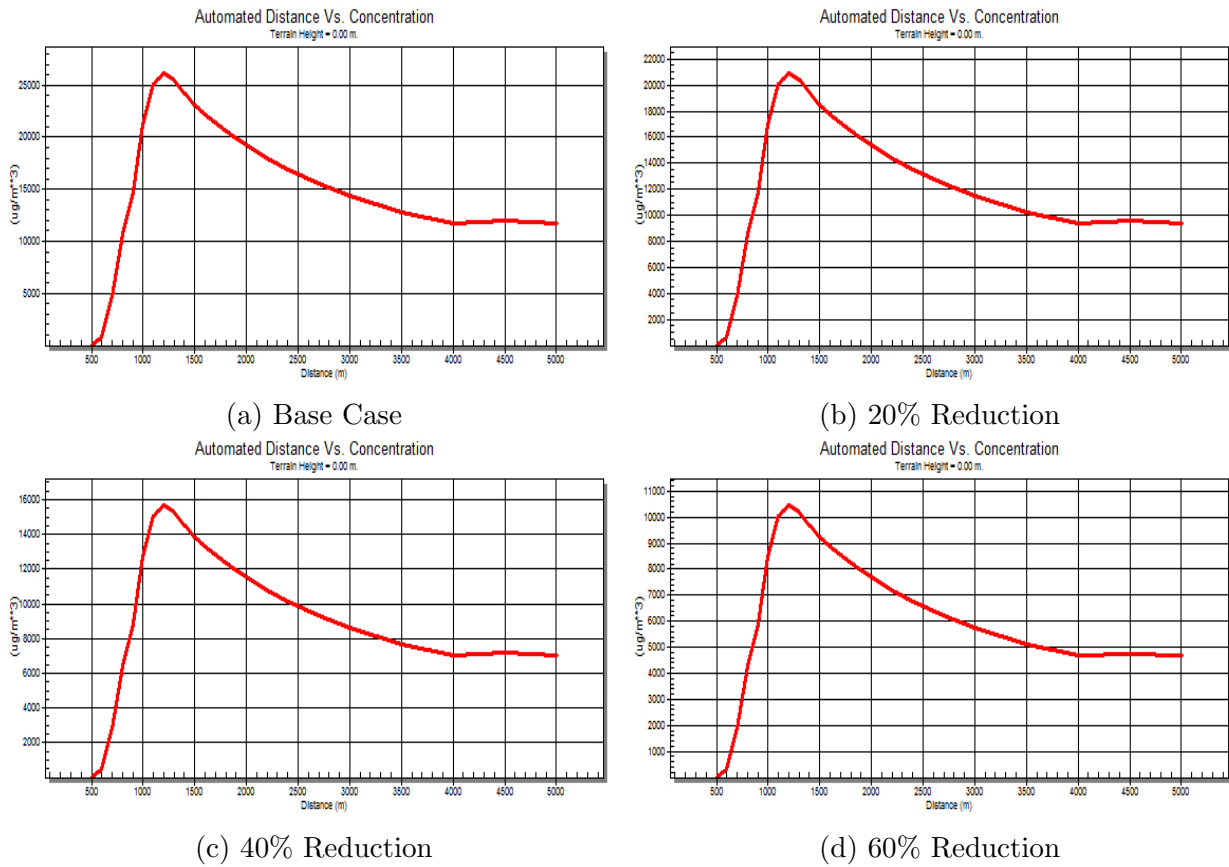 Automated Distance Vs. Concentration
Terrain Height = 0.00 m.
(ug/m**3)
25000
20000
15000
10000
5000
500 1000 1500 2000 2500 3000 3500 4000 4500 5000
Distance (m)
(a) Base Case
Automated Distance Vs. Concentration
Terrain Height = 0.00 m.
(ug/m**3)
22000
20000
18000
16000
14000
12000
10000
8000
6000
4000
2000
500 1000 1500 2000 2500 3000 3500 4000 4500 5000
Distance (m)
(b) 20% Reduction
Automated Distance Vs. Concentration
Terrain Height = 0.00 m.
(ug/m**3)
16000
14000
12000
10000
8000
6000
4000
2000
500 1000 1500 2000 2500 3000 3500 4000 4500 5000
Distance (m)
(c) 40% Reduction
Automated Distance Vs. Concentration
Terrain Height = 0.00 m.
(ug/m**3)
11000
10000
9000
8000
7000
6000
5000
4000
3000
2000
1000
500 1000 1500 2000 2500 3000 3500 4000 4500 5000
Distance (m)
(d) 60% Reduction